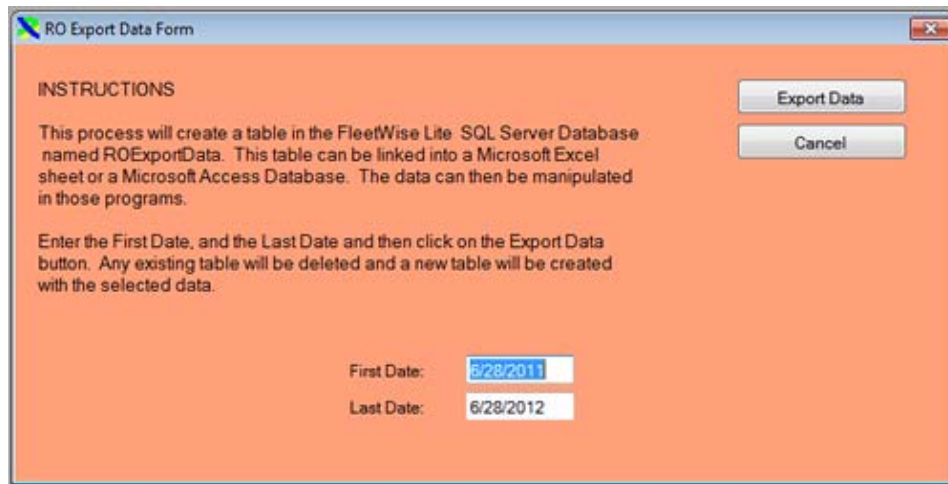 RO Export Data Form
INSTRUCTIONS
Export Data
This process will create a table in the FleetWise Lite SQL Server Database
named ROExportData. This table can be linked into a Microsoft Excel
sheet or a Microsoft Access Database. The data can then be manipulated
in those programs.
Cancel
Enter the First Date, and the Last Date and then click on the Export Data
button. Any existing table will be deleted and a new table will be created
with the selected data.
First Date: 6/28/2011
Last Date: 6/28/2012